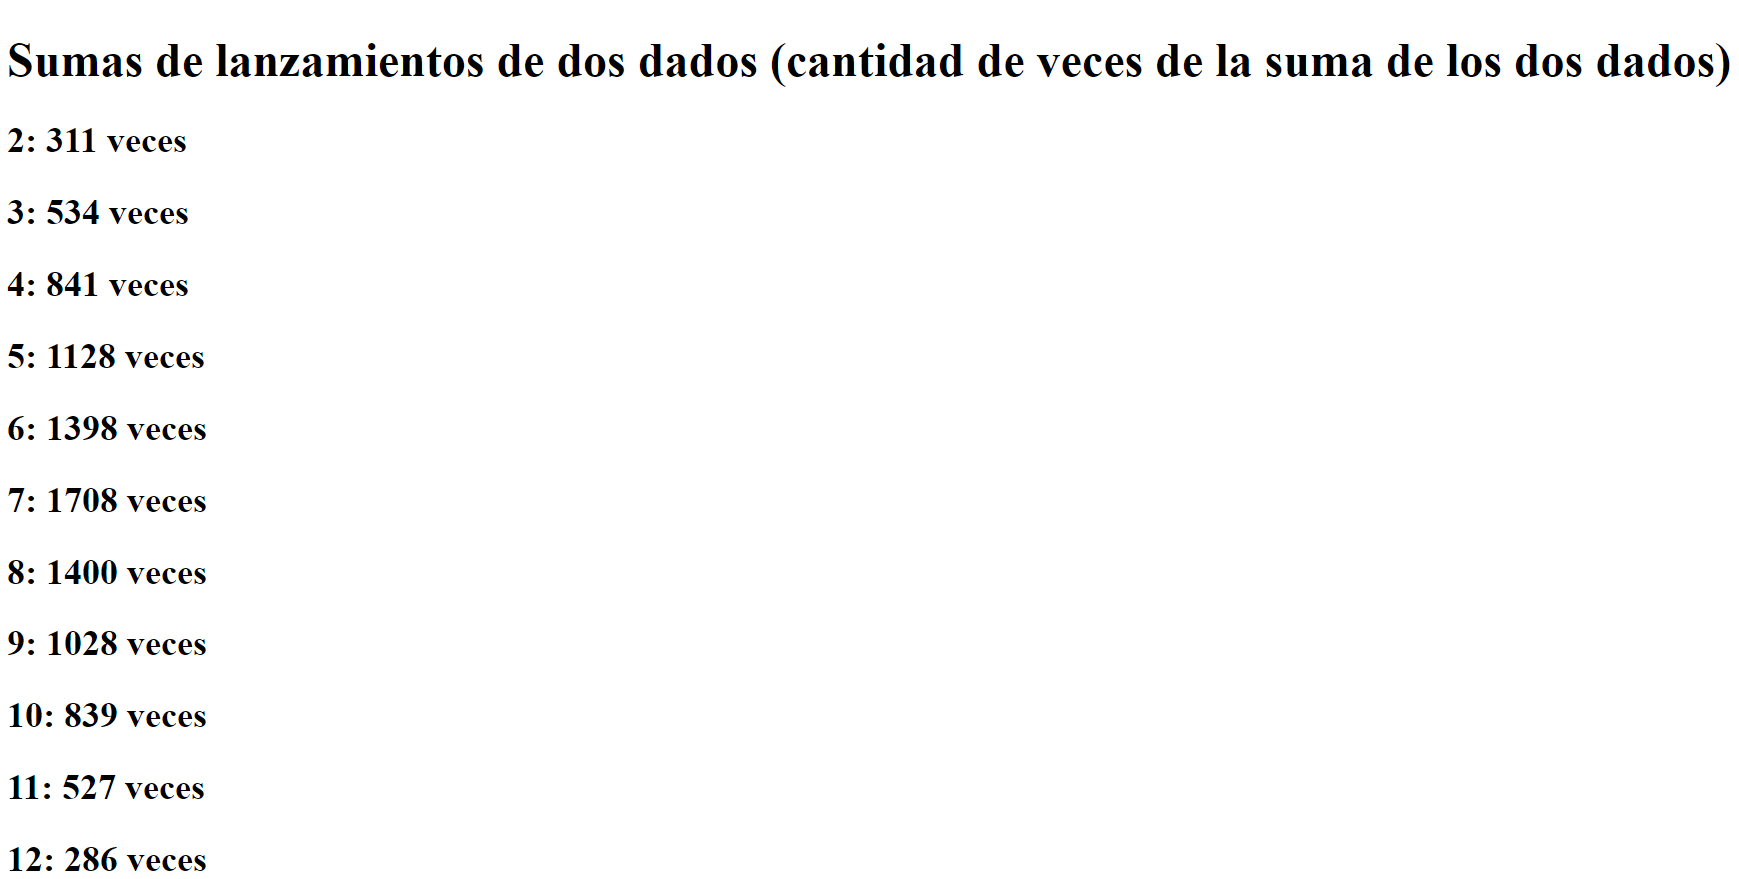 Sumas de lanzamientos de dos dados (cantidad de veces de la suma de los dos dados)
2: 311 veces
3: 534 veces
4: 841 veces
5: 1128 veces
6: 1398 veces
7: 1708 veces
8: 1400 veces
9: 1028 veces
10: 839 veces
11: 527 veces
12: 286 veces